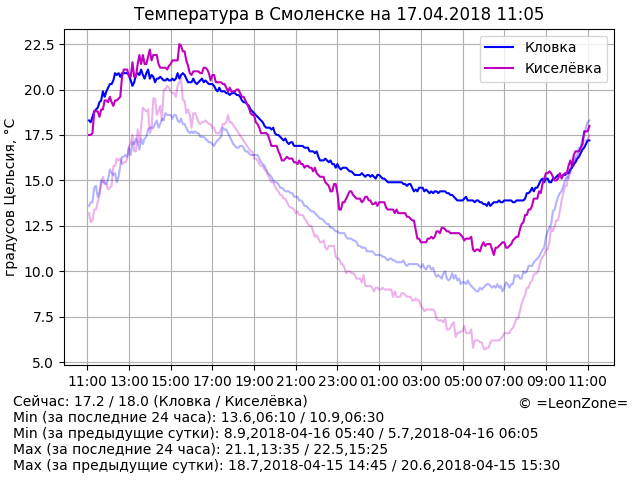 Температура в Смоленске на 17.04.2018 11:05
градусов Цельсия, °C
22.5
20.0
17.5
15.0
12.5
10.0
7.5
5.0
Кловка
Киселёвка
11:00 13:00 15:00 17:00 19:00 21:00 23:00 01:00 03:00 05:00 07:00 09:00 11:00
Сейчас: 17.2 / 18.0 (Кловка / Киселёвка)
© =LeonZone=
Min (за последние 24 часа): 13.6,06:10 / 10.9,06:30
Min (за предыдущие сутки): 8.9,2018-04-16 05:40 / 5.7,2018-04-16 06:05
Max (за последние 24 часа): 21.1,13:35 / 22.5,15:25
Max (за предыдущие сутки): 18.7,2018-04-15 14:45 / 20.6,2018-04-15 15:30